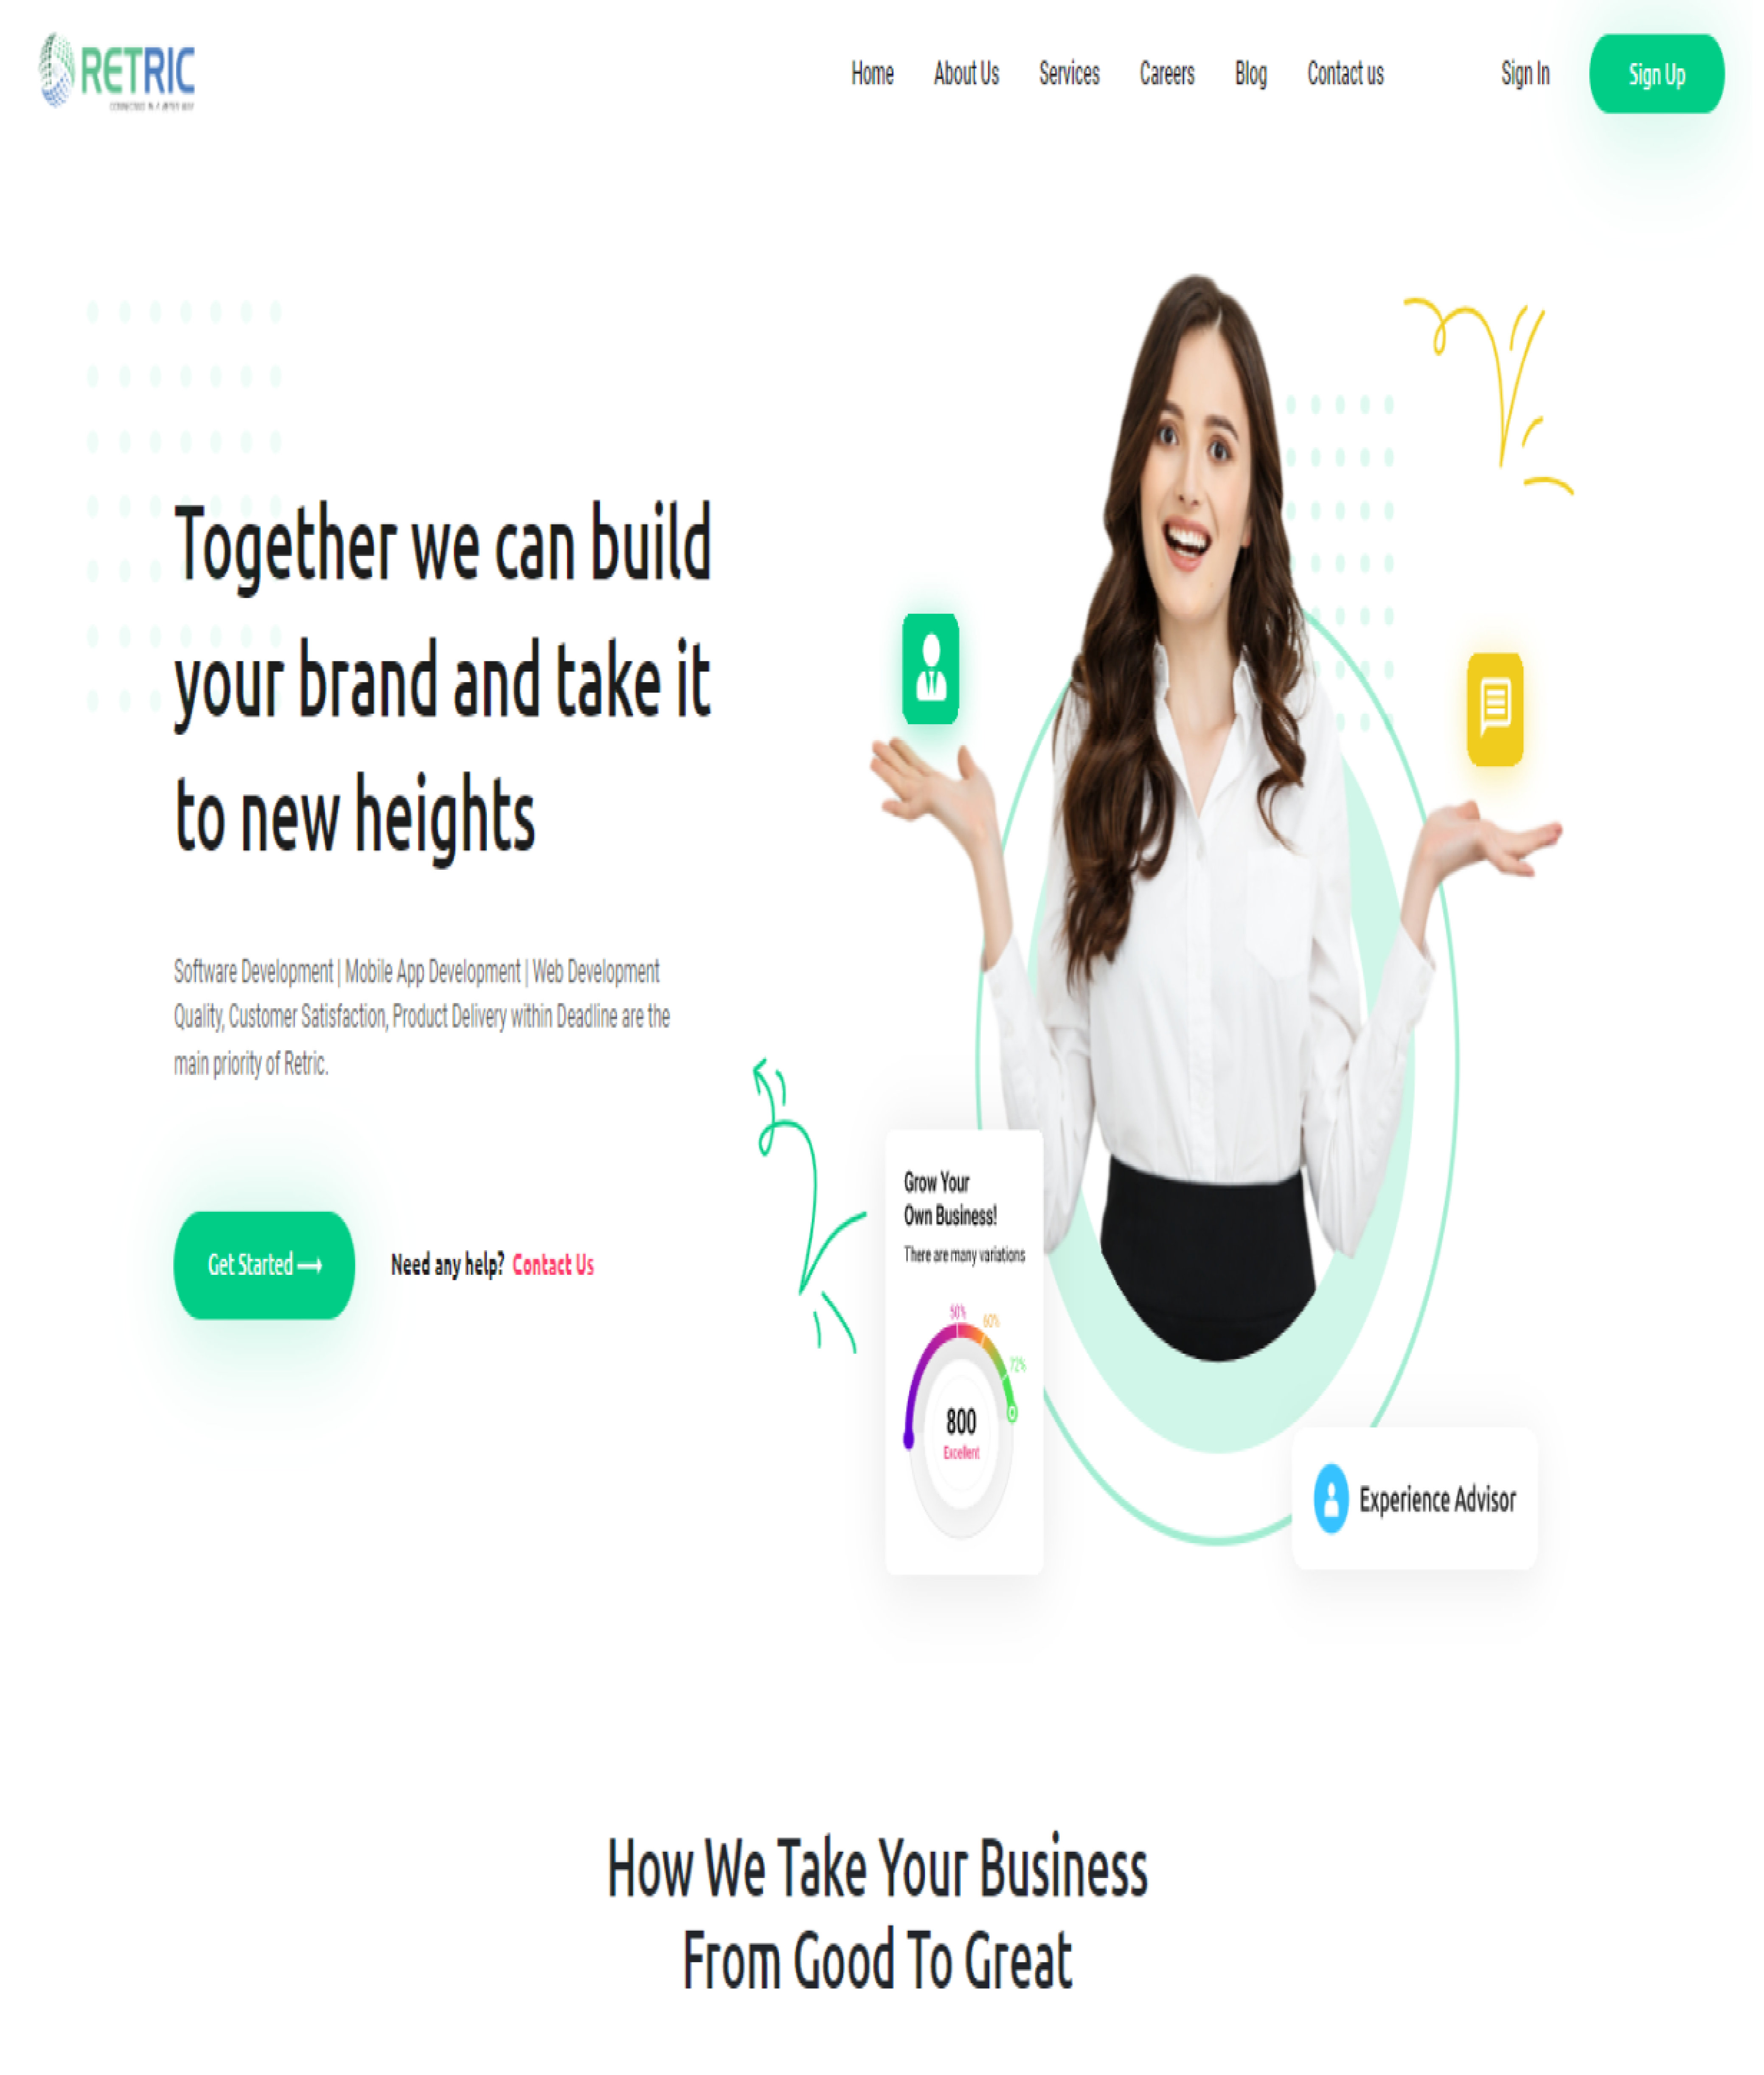 RETRIC
Home About Us Services Careers Blog Contact us Sign In Sign Up
Together we can build
your brand and take it
to new heights
Software Development | Mobile App Development | Web Development
Quality, Customer Satisfaction, Product Delivery within Deadline are the
main priority of Retric.
Get Started
Need any help? Contact Us
Grow Your
Own Business!
There are many variations
50%
60%
72%
800
Excellent
Experience Advisor
How We Take Your Business
From Good To Great